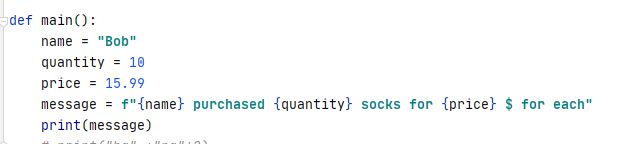 def main():
    name = "Bob"
    quantity = 10
    price = 15.99
    message = f"{name} purchased {quantity} socks for {price} $ for each"
    print(message)